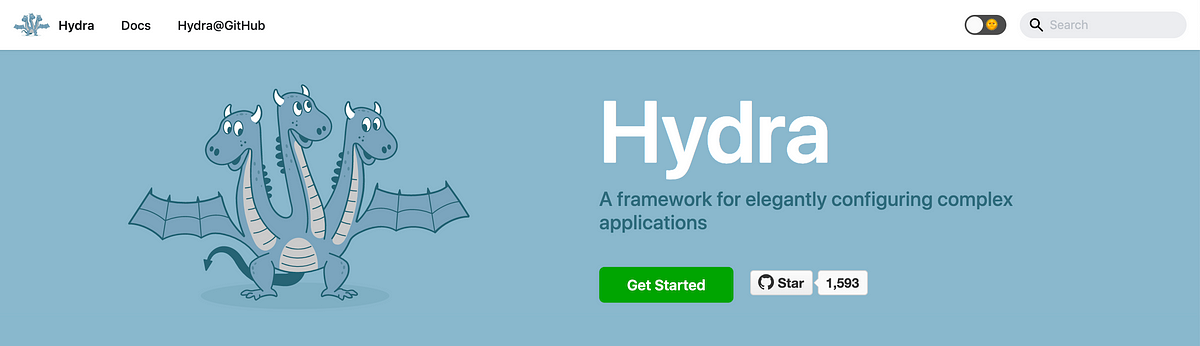 Hydra Docs Hydra@GitHub Search
Hydra
A framework for elegantly configuring complex
applications
Get Started Star 1,593